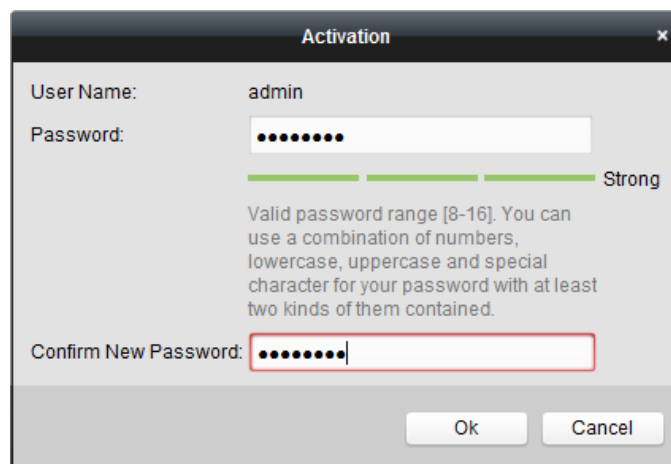 Activation ×
User Name: admin
Password: ••••••••
Strong
Valid password range [8-16]. You can
use a combination of numbers,
lowercase, uppercase and special
character for your password with at least
two kinds of them contained.
Confirm New Password: ••••••••
Ok Cancel